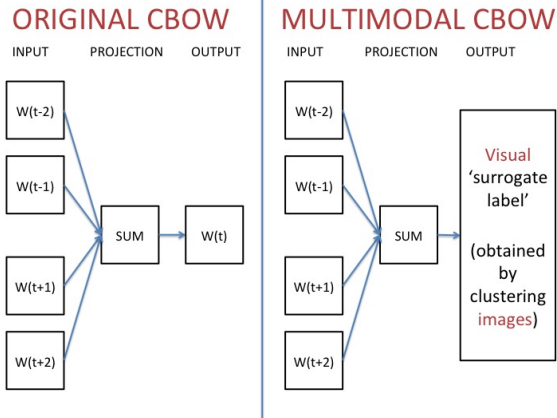 ORIGINAL CBOW
INPUT PROJECTION OUTPUT
W(t-2)
W(t-1)
SUM
W(t)
W(t+1)
W(t+2)
MULTIMODAL CBOW
INPUT PROJECTION OUTPUT
W(t-2)
W(t-1)
SUM
W(t+1)
W(t+2)
Visual
‘surrogate
label’
(obtained
by
clustering
images)